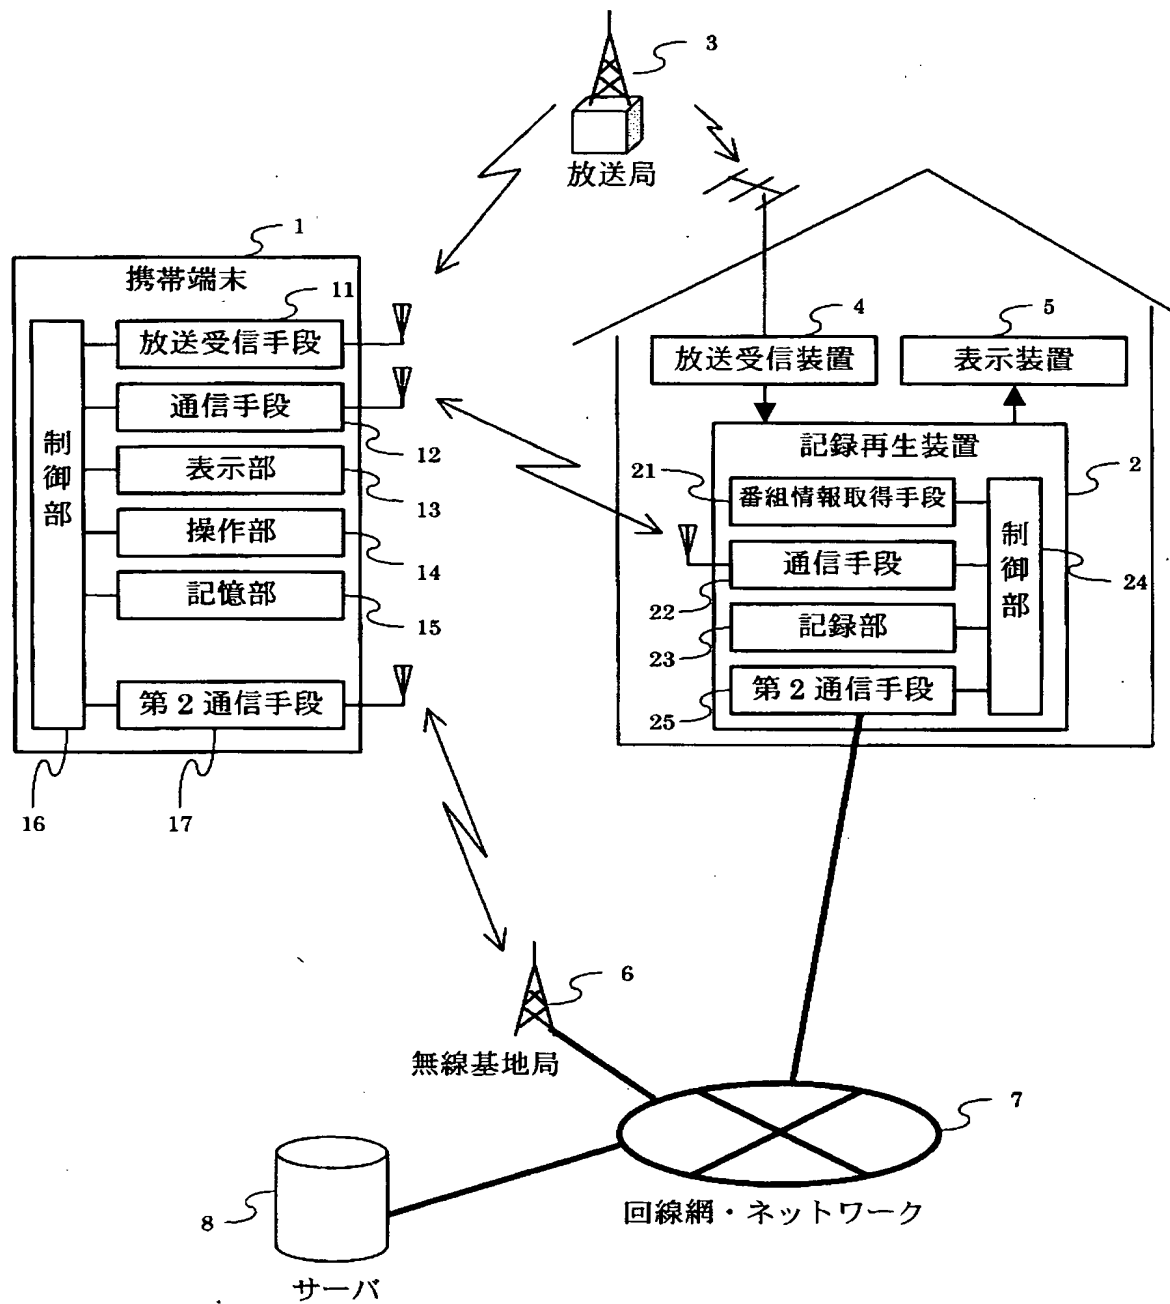 3
放送局
1
携帯端末
11
放送受信手段
通信手段
12
表示部
13
操作部
14
記憶部
15
第2通信手段
制御部
16
17
4
放送受信装置
5
表示装置
記録再生装置
2
21
番組情報取得手段
通信手段
22
記録部
23
第2通信手段
25
制御部
24
6
無線基地局
7
回線網・ネットワーク
8
サーバ